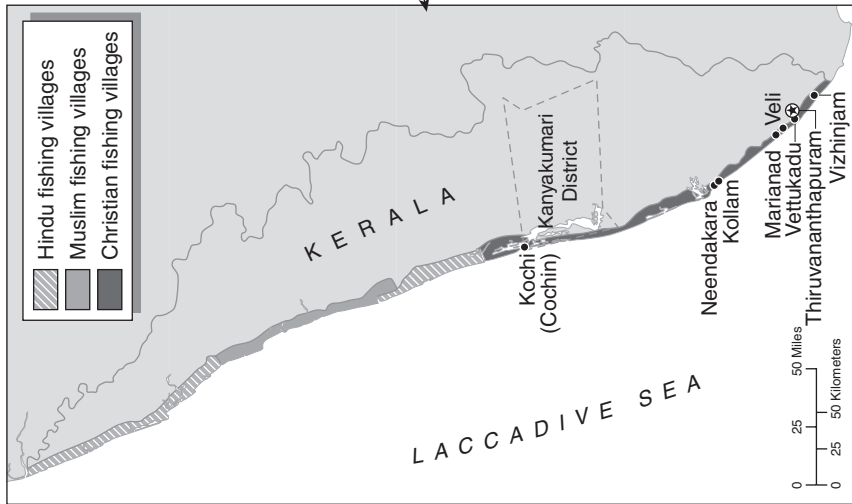 Hindu fishing villages
Muslim fishing villages
Christian fishing villages
KERALA
Kanyakumari
District
Kochi
(Cochin)
Neendakara
Kollam
Marianad
Veli
Vettukadu
Thiruvananthapuram
Vizhinjam
LACCADIVE SEA
0 25 50 Miles
0 25 50 Kilometers